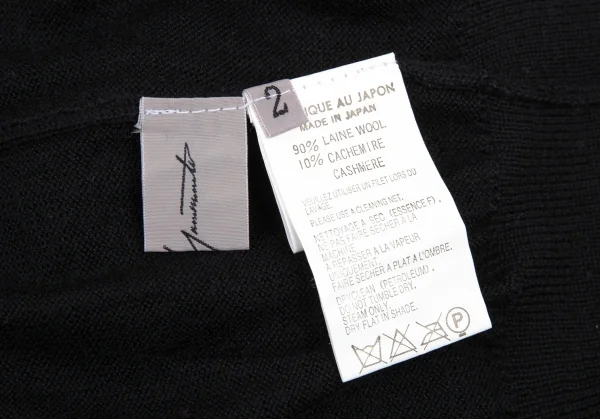 Yamamoto
2
IQUE AU JAPON
MADE IN JAPAN
90% LAINE WOOL
10% CACHEMIRE
CASHMERE
VEUILLEZ UTILISER UN FILET LORS DU
LAVAGE.
PLEASE USE A CLEANING NET.
NETTOYAGE A SEC (ESSENCE F).
NE PAS FAIRE SECHER A LA
MACHINE.
A REPASSER A LA VAPEUR
UNIQUEMENT.
FAIRE SECHER A PLAT A L'OMBRE.
DRYCLEAN (PETROLEUM).
DO NOT TUMBLE DRY.
STEAM ONLY.
DRY FLAT IN SHADE.
P